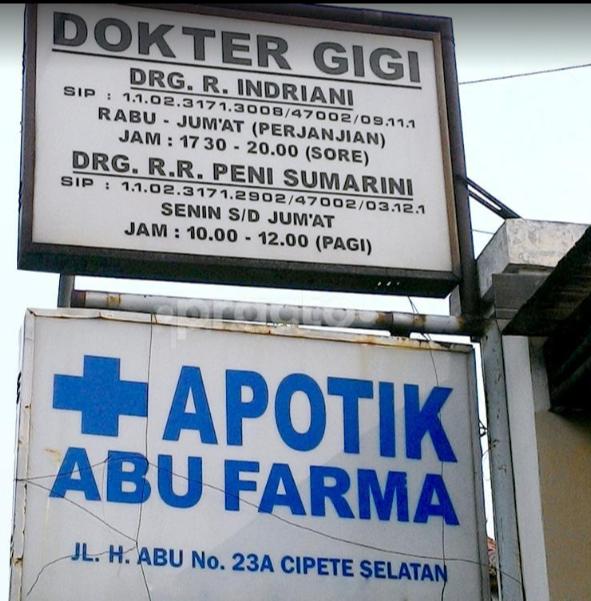 DOKTER GIGI
DRG. R. INDRIANI
SIP : 1.1.02.3171.3008/47002/09.11.1
RABU - JUM'AT (PERJANJIAN)
JAM : 17 30 - 20.00 (SORE)
DRG. R.R. PENI SUMARINI
SIP : 1.1.02.3171.2902/47002/03.12.1
SENIN S/D JUM'AT
JAM : 10.00 - 12.00 (PAGI)
practo
APOTIK
ABU FARMA
JL. H. ABU No. 23A CIPETE SELATAN